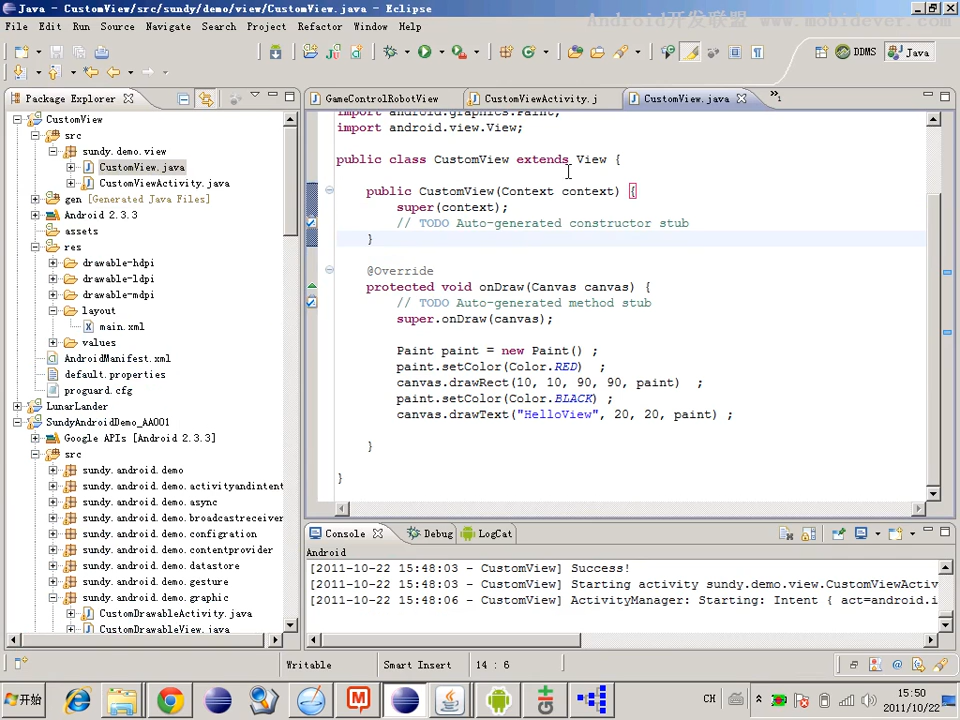 Java - CustomView/src/sundy/demo/view/CustomView.java - Eclipse
Android开发联盟 www.mobidever.com
File Edit Run Source Navigate Search Project Refactor Window Help
DDMS Java
Package Explorer
GameControlRobotView CustomViewActivity.j CustomView.java
CustomView
src
sundy.demo.view
CustomView.java
CustomViewActivity.java
gen [Generated Java Files]
Android 2.3.3
assets
res
drawable-hdpi
drawable-ldpi
drawable-mdpi
layout
main.xml
values
AndroidManifest.xml
default.properties
proguard.cfg
LunarLander
SundyAndroidDemo_AA001
Google APIs [Android 2.3.3]
src
sundy.android.demo
sundy.android.demo.activityandintent
sundy.android.demo.async
sundy.android.demo.broadcastreceiver
sundy.android.demo.configration
sundy.android.demo.contentprovider
sundy.android.demo.datastore
sundy.android.demo.gesture
sundy.android.demo.graphic
CustomDrawableActivity.java
CustomDrawableView.java
import android.graphics.Paint;
import android.view.View;
public class CustomView extends View {
public CustomView(Context context) {
super(context);
// TODO Auto-generated constructor stub
}
@Override
protected void onDraw(Canvas canvas) {
// TODO Auto-generated method stub
super.onDraw(canvas);
Paint paint = new Paint() ;
paint.setColor(Color.RED) ;
canvas.drawRect(10, 10, 90, 90, paint) ;
paint.setColor(Color.BLACK) ;
canvas.drawText("HelloView", 20, 20, paint) ;
}
}
Console Debug LogCat
Android
[2011-10-22 15:48:03 - CustomView] Success!
[2011-10-22 15:48:03 - CustomView] Starting activity sundy.demo.view.CustomViewActiv
[2011-10-22 15:48:06 - CustomView] ActivityManager: Starting: Intent { act=android.i
Writable Smart Insert 14 : 6
开始
CH
15:50
2011/10/22